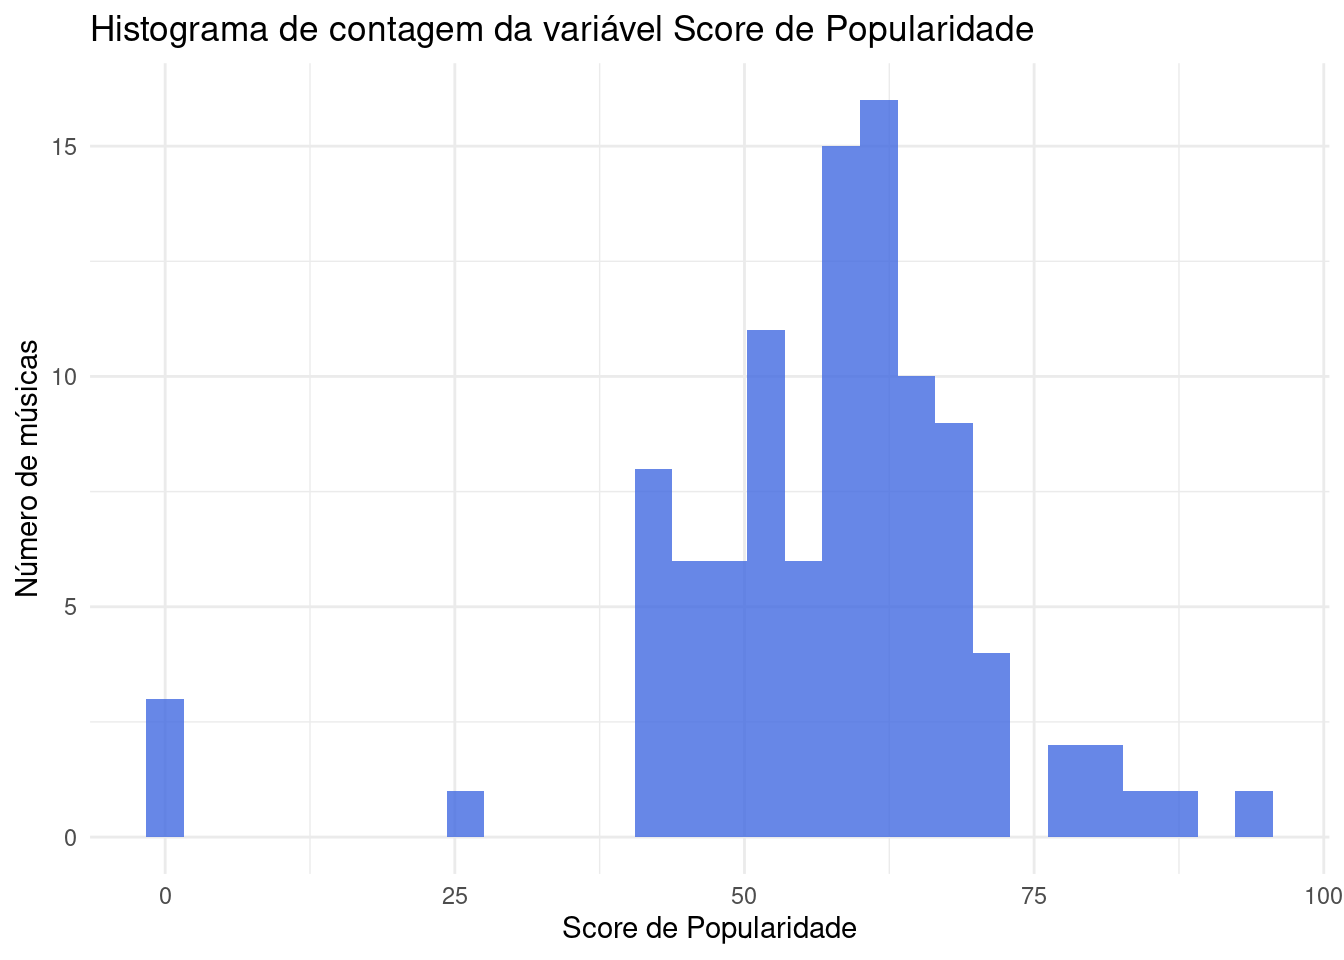 Histograma de contagem da variável Score de Popularidade
15
10
5
0
Número de músicas
0 25 50 75 100
Score de Popularidade